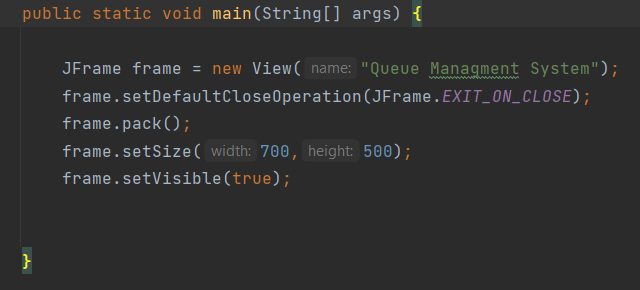 public static void main(String[] args) {
JFrame frame = new View( name: "Queue Managment System");
frame.setDefaultCloseOperation(JFrame.EXIT_ON_CLOSE);
frame.pack();
frame.setSize( width: 700, height: 500);
frame.setVisible(true);
}